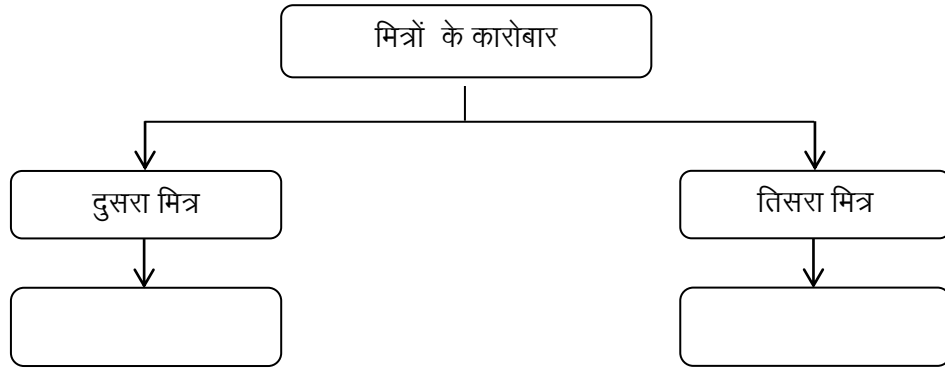 मित्रों के कारोबार
दुसरा मित्र
तिसरा मित्र